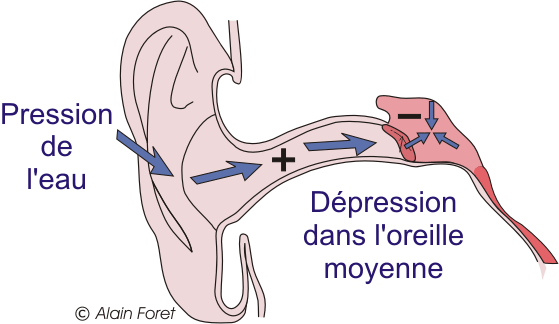 Pression
de
l'eau
+
−
Dépression
dans l'oreille
moyenne
© Alain Foret